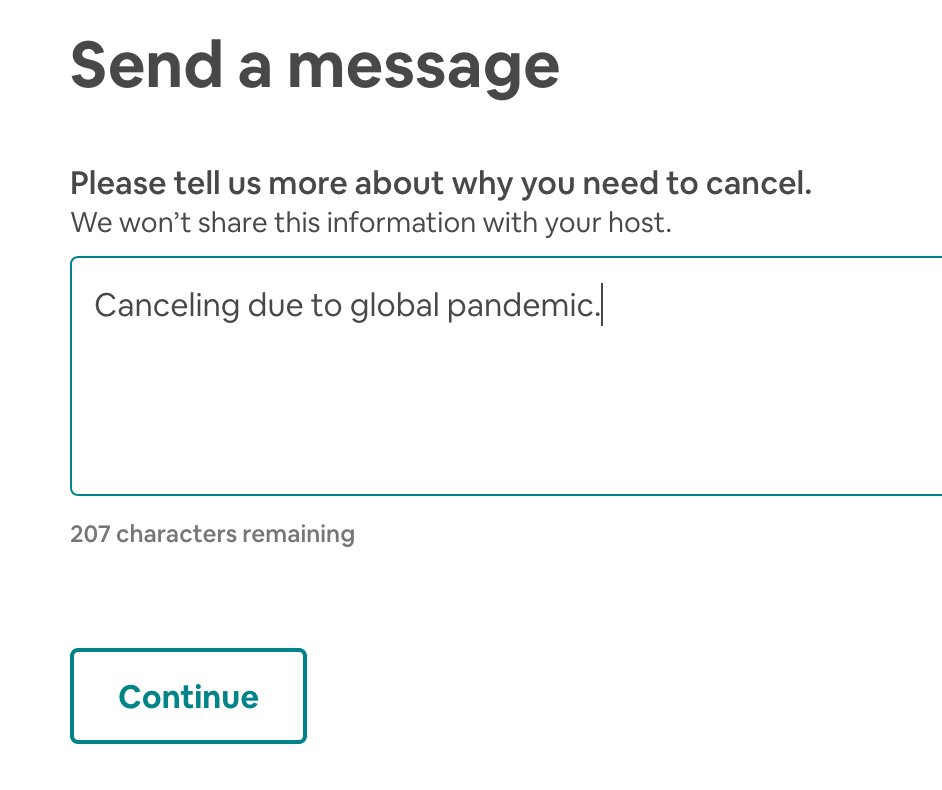 Send a message
Please tell us more about why you need to cancel.
We won’t share this information with your host.
Canceling due to global pandemic.
207 characters remaining
Continue